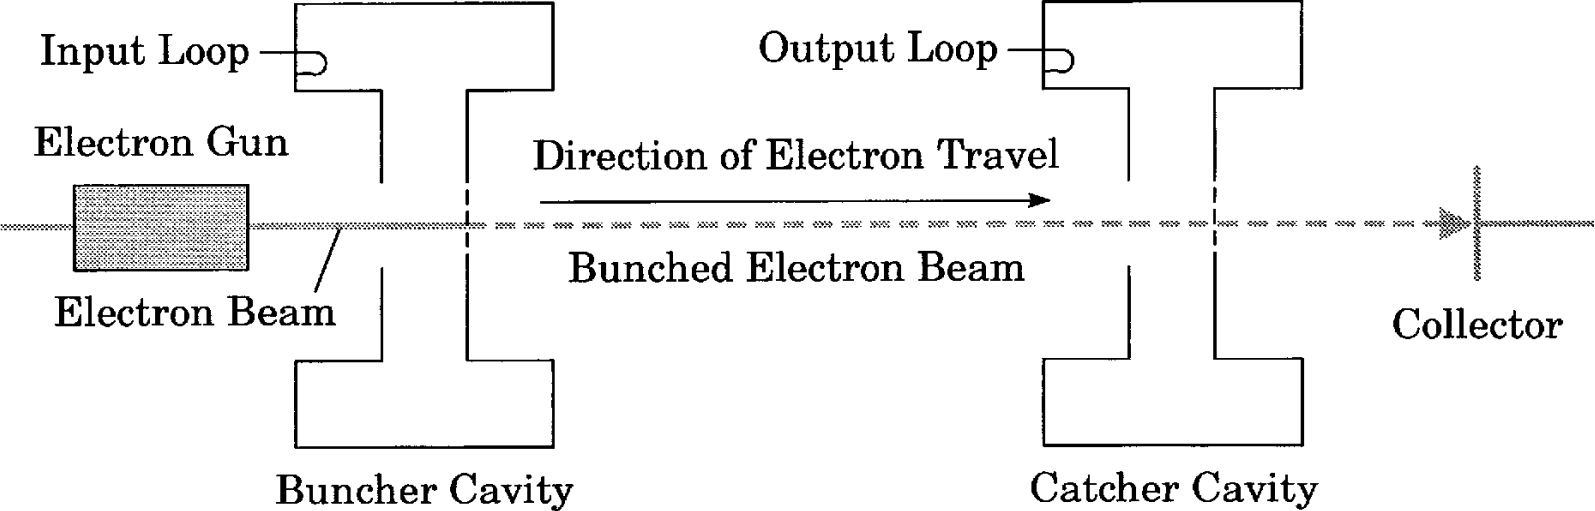 Input Loop
Output Loop
Electron Gun
Direction of Electron Travel
Electron Beam
Bunched Electron Beam
Collector
Buncher Cavity
Catcher Cavity